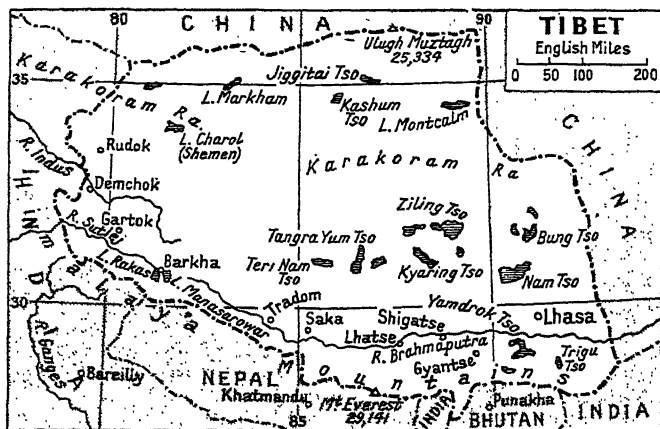 80
CHINA
90
TIBET
English Miles
0 50 100 200
Ulugh Muztagh
25,334
35
Karakoram Ra.
Jiggitai Tso
L. Markham
Kashum
Tso
L. Montcalm
L. Charol
(Shemen)
Rudok
Karakoram Ra
CHINA
R. Indus
Demchok
Gartok
R. Sutlej
Ziling Tso
Tangra Yum Tso
Bung Tso
L. Rakas
Barkha
Teri Nam
Tso
Kyaring Tso
Nam Tso
L. Manasarowar
30
Tradom
Yamdrok Tso
Lhasa
Saka
Shigatse
Lhatse
R. Brahmaputra
Gyantse
Trigu
Tso
Himalaya Mountains
R. Ganges
Bareilly
NEPAL
Khatmandu
85
Mt Everest
29,141
INDIA
Punakha
BHUTAN
INDIA